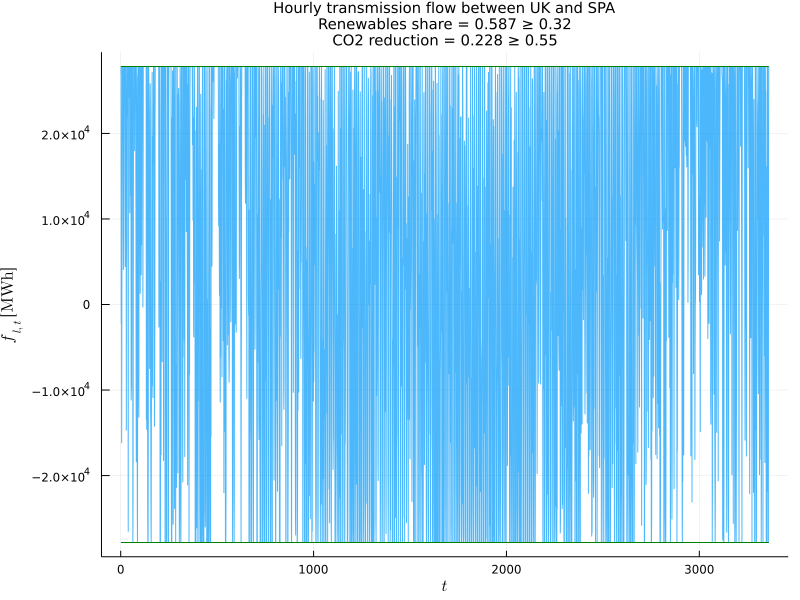 Hourly transmission flow between UK and SPA
Renewables share = 0.587 ≥ 0.32
CO2 reduction = 0.228 ≥ 0.55
2.0×10⁴
1.0×10⁴
0
−1.0×10⁴
−2.0×10⁴
f l,t [MWh]
0 1000 2000 3000
t